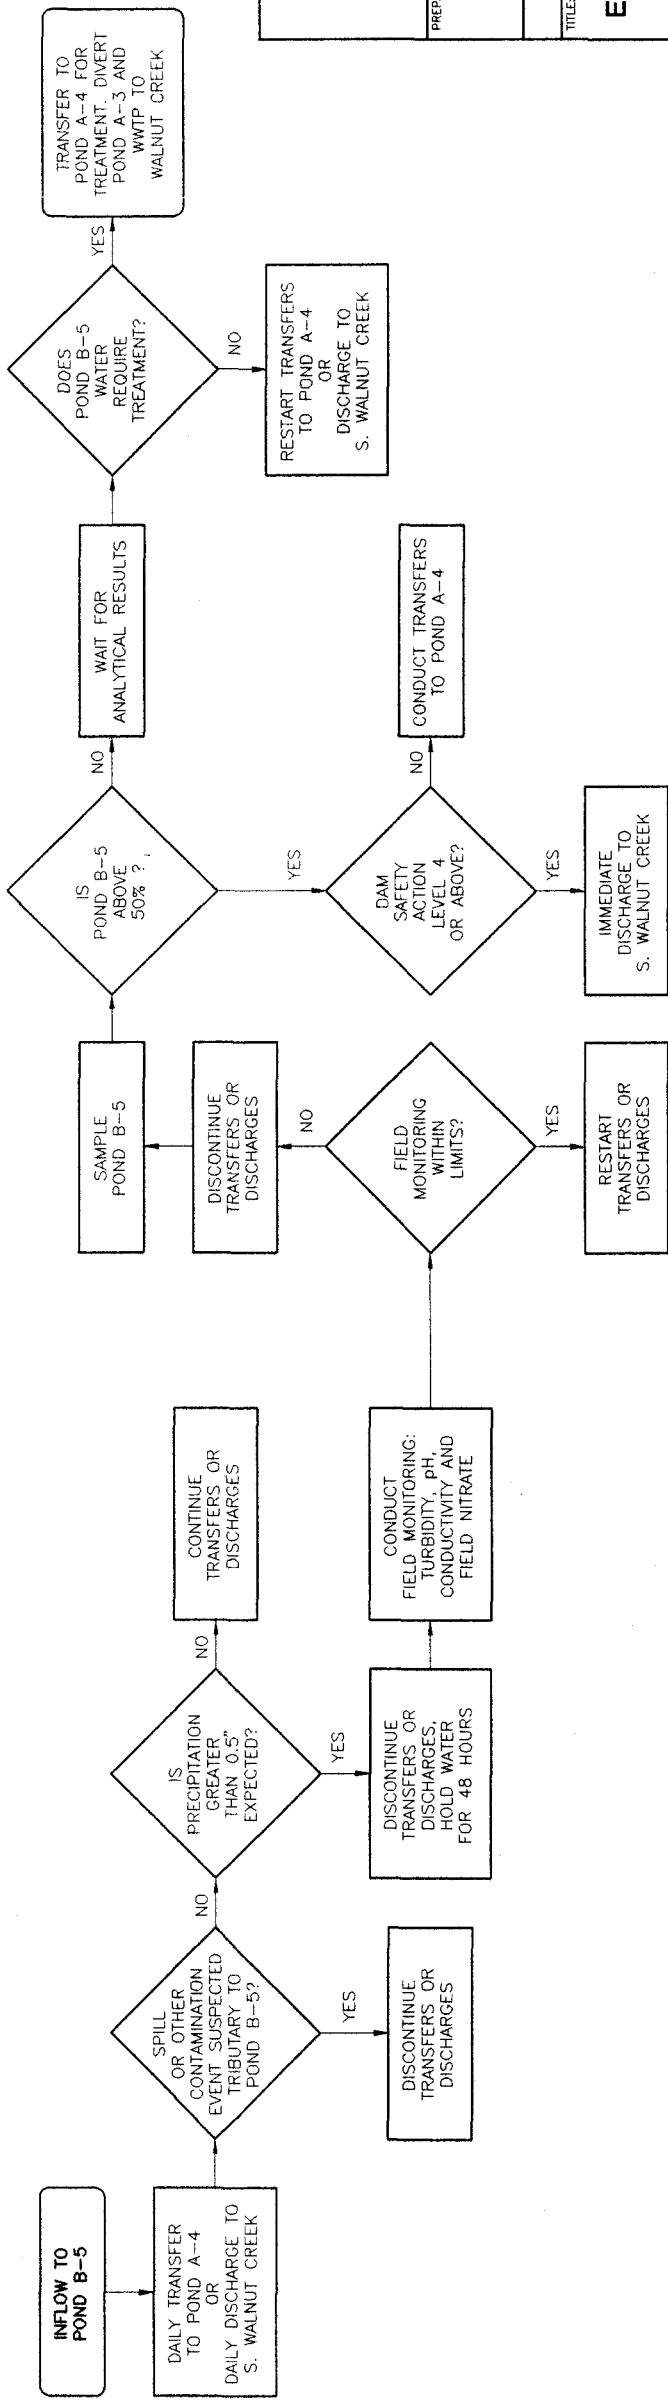 INFLOW TO
POND B-5
DAILY TRANSFER
TO POND A-4
OR
DAILY DISCHARGE TO
S. WALNUT CREEK
SPILL
OR OTHER
CONTAMINATION
EVENT SUSPECTED
TRIBUTARY TO
POND B-5?
YES
DISCONTINUE
TRANSFERS OR
DISCHARGES
NO
IS
PRECIPITATION
GREATER
THAN 0.5"
EXPECTED?
NO
CONTINUE
TRANSFERS OR
DISCHARGES
YES
DISCONTINUE
TRANSFERS OR
DISCHARGES,
HOLD WATER
FOR 48 HOURS
CONDUCT
FIELD MONITORING:
TURBIDITY, pH,
CONDUCTIVITY AND
FIELD NITRATE
FIELD
MONITORING
WITHIN
LIMITS?
YES
RESTART
TRANSFERS OR
DISCHARGES
NO
DISCONTINUE
TRANSFERS OR
DISCHARGES
SAMPLE
POND B-5
IS
POND B-5
ABOVE
50% ?
YES
DAM
SAFETY
ACTION
LEVEL 4
OR ABOVE?
YES
IMMEDIATE
DISCHARGE TO
S. WALNUT CREEK
NO
CONDUCT TRANSFERS
TO POND A-4
NO
WAIT FOR
ANALYTICAL RESULTS
DOES
POND B-5
WATER
REQUIRE
TREATMENT?
NO
RESTART TRANSFERS
TO POND A-4
OR
DISCHARGE TO
S. WALNUT CREEK
YES
TRANSFER TO
POND A-4 FOR
TREATMENT. DIVERT
POND A-3 AND
WWTP TO
WALNUT CREEK
TITLE: